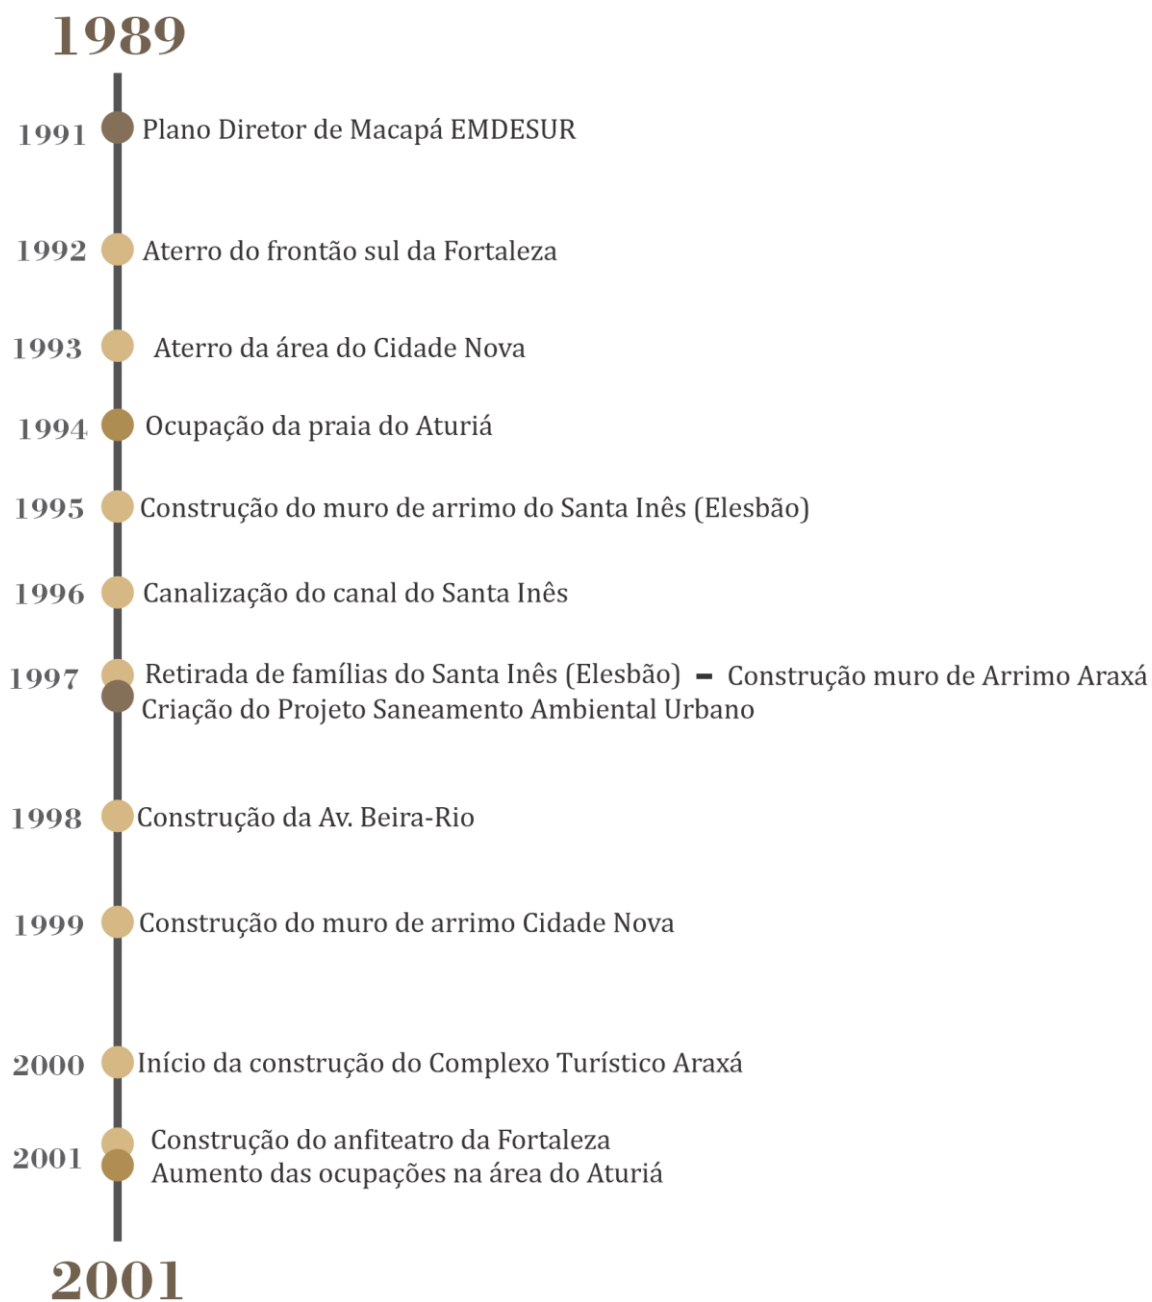 1989
1991 Plano Diretor de Macapá EMDESUR
1992 Aterro do frontão sul da Fortaleza
1993 Aterro da área do Cidade Nova
1994 Ocupação da praia do Aturiá
1995 Construção do muro de arrimo do Santa Inês (Elesbão)
1996 Canalização do canal do Santa Inês
1997 Retirada de famílias do Santa Inês (Elesbão) - Construção muro de Arrimo Araxá
Criação do Projeto Saneamento Ambiental Urbano
1998 Construção da Av. Beira-Rio
1999 Construção do muro de arrimo Cidade Nova
2000 Início da construção do Complexo Turístico Araxá
2001 Construção do anfiteatro da Fortaleza
Aumento das ocupações na área do Aturiá
2001